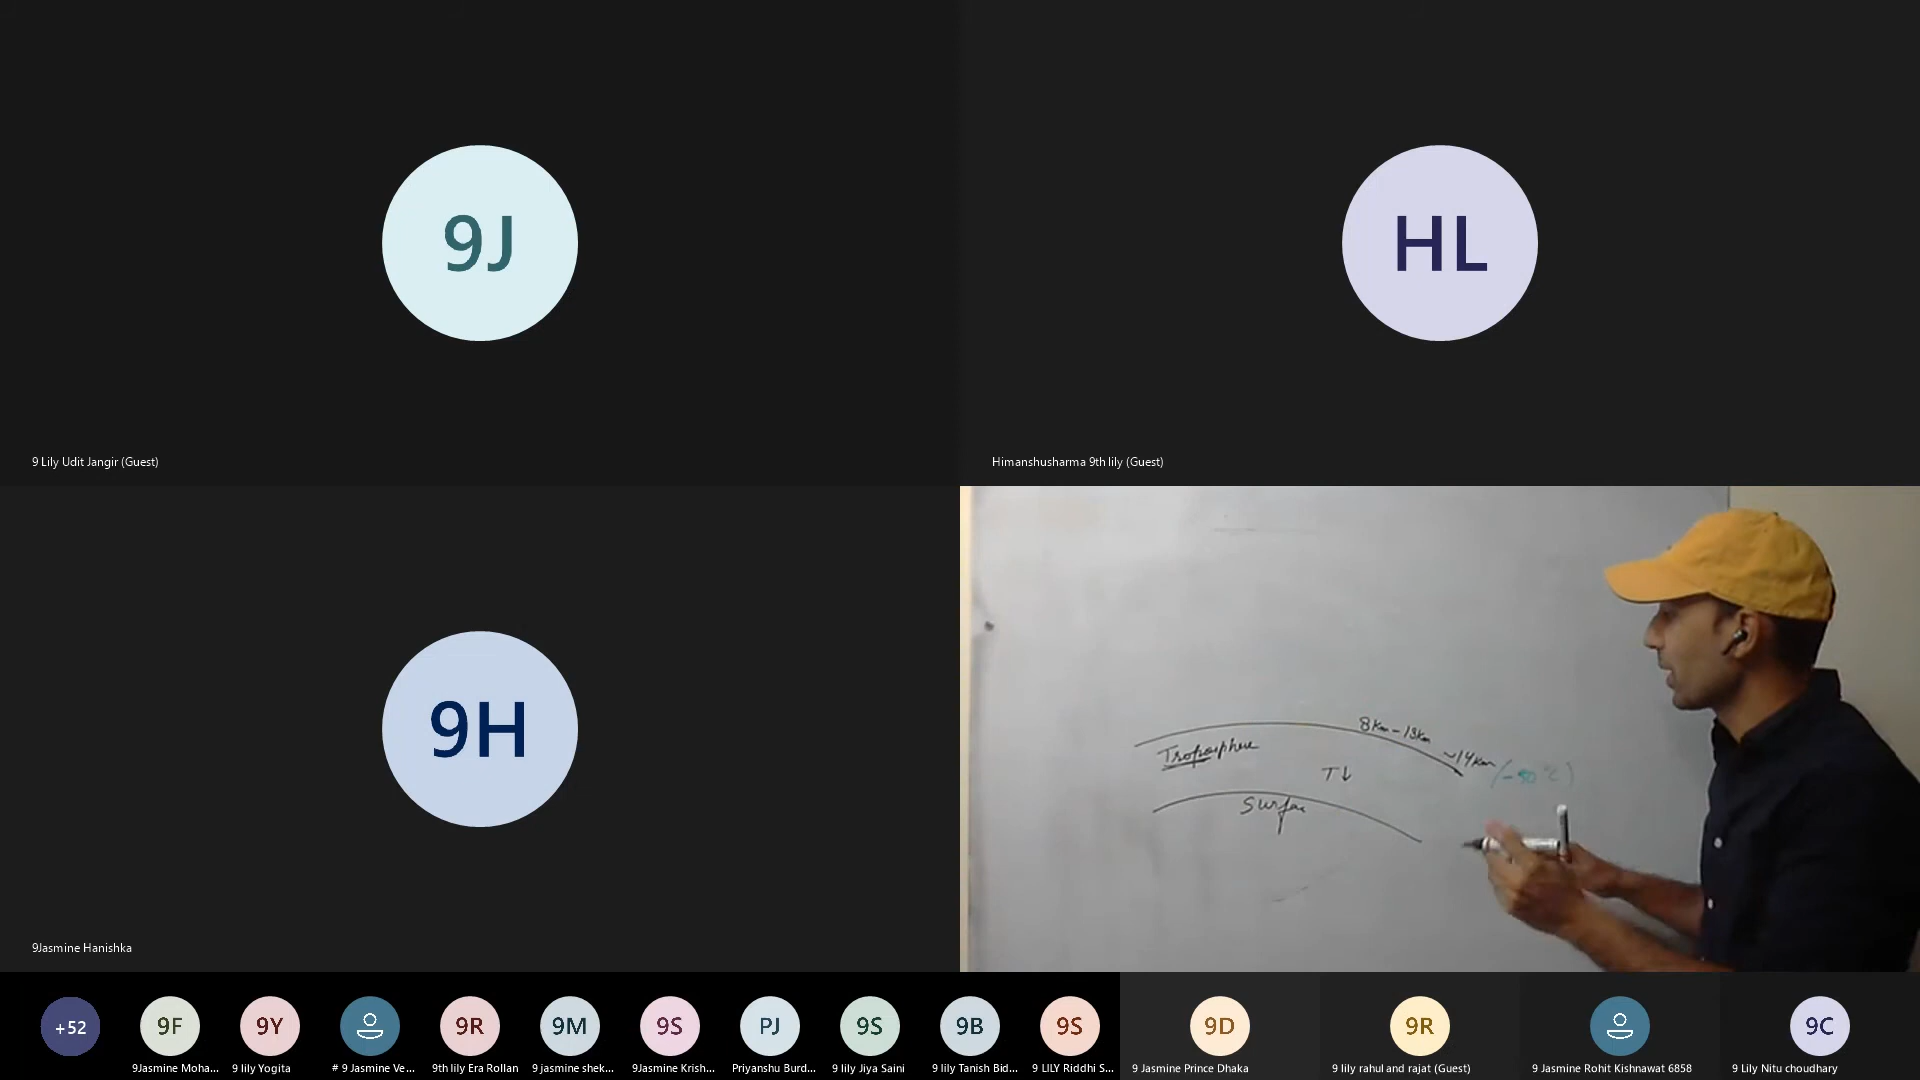 9J
HL
9 Lily Udit Jangir (Guest)
Himanshusharma 9th lily (Guest)
9H
9Jasmine Hanishka
8Km - 13Km
~14Km
Troposphere
T↓
Surfac
+52
9F
9Y
9R
9M
9S
PJ
9S
9B
9S
9D
9R
9C
9Jasmine Moha...
9 lily Yogita
# 9 Jasmine Ve...
9th lily Era Rollan
9 jasmine shek...
9Jasmine Krish...
Priyanshu Burd...
9 lily Jiya Saini
9 lily Tanish Bid...
9 LILY Riddhi S...
9 Jasmine Prince Dhaka
9 lily rahul and rajat (Guest)
9 Jasmine Rohit Kishnawat 6858
9 Lily Nitu choudhary